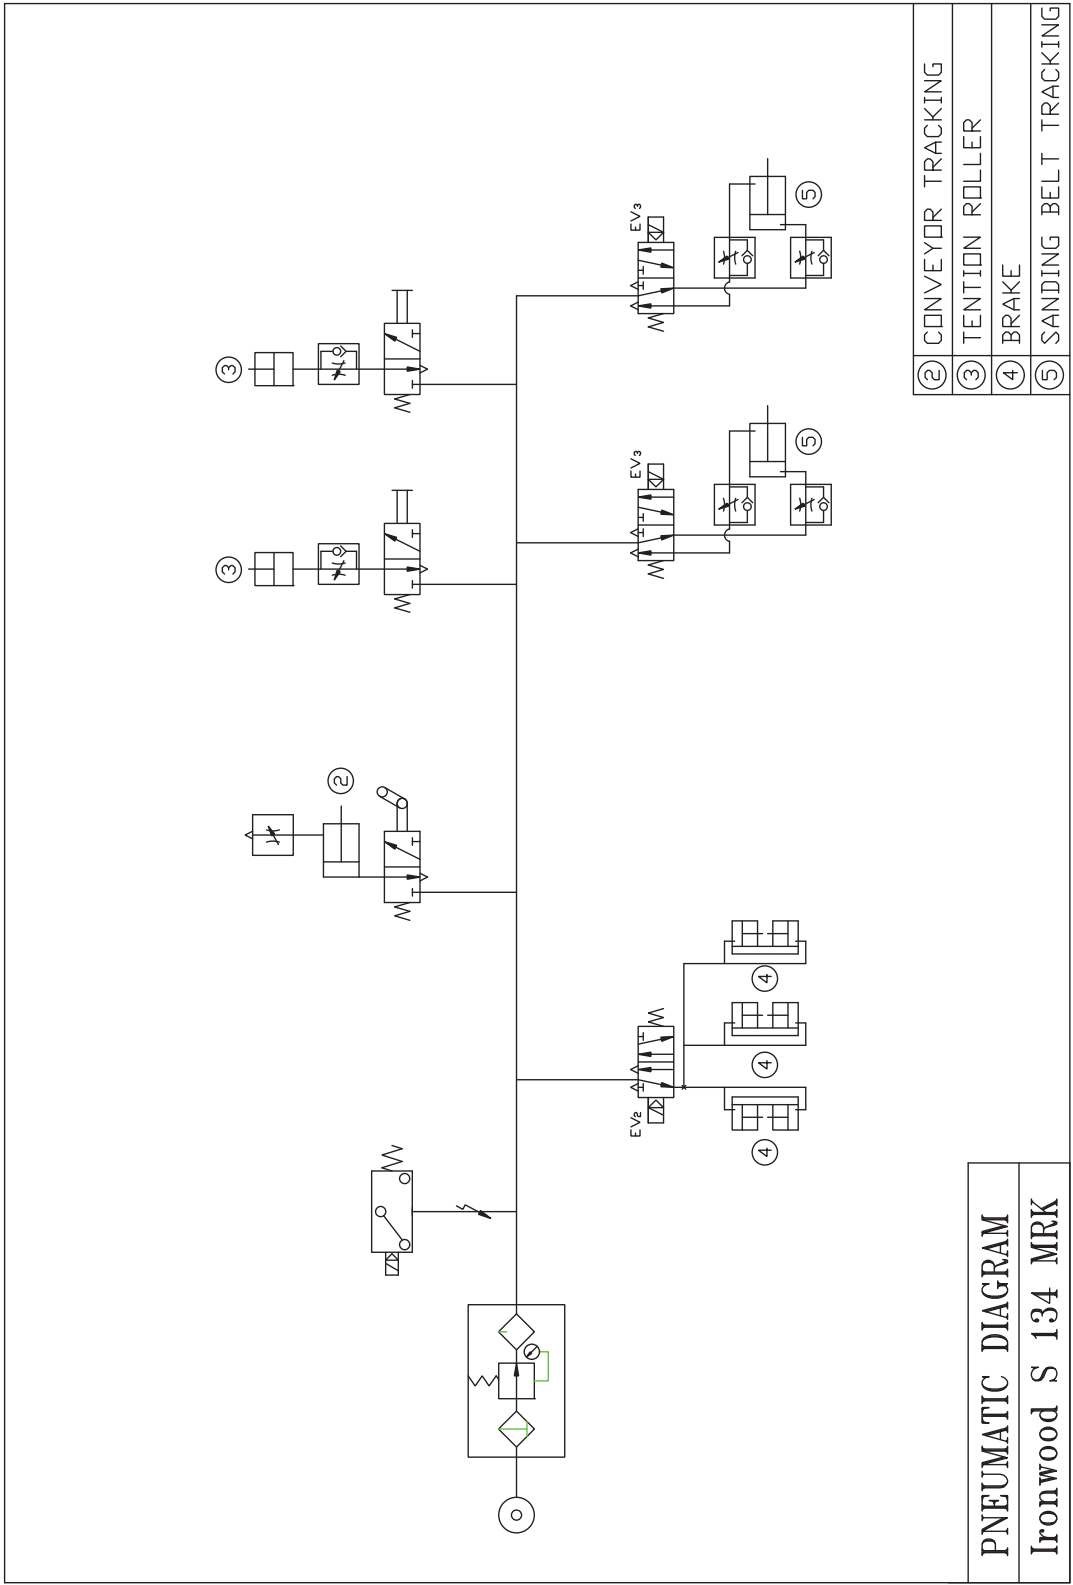 PNEUMATIC DIAGRAM
Ironwood S 134 MRK
2 CONVEYOR TRACKING
3 TENTION ROLLER
4 BRAKE
5 SANDING BELT TRACKING
2
3
3
EV2
4
4
4
EV3
5
EV3
5